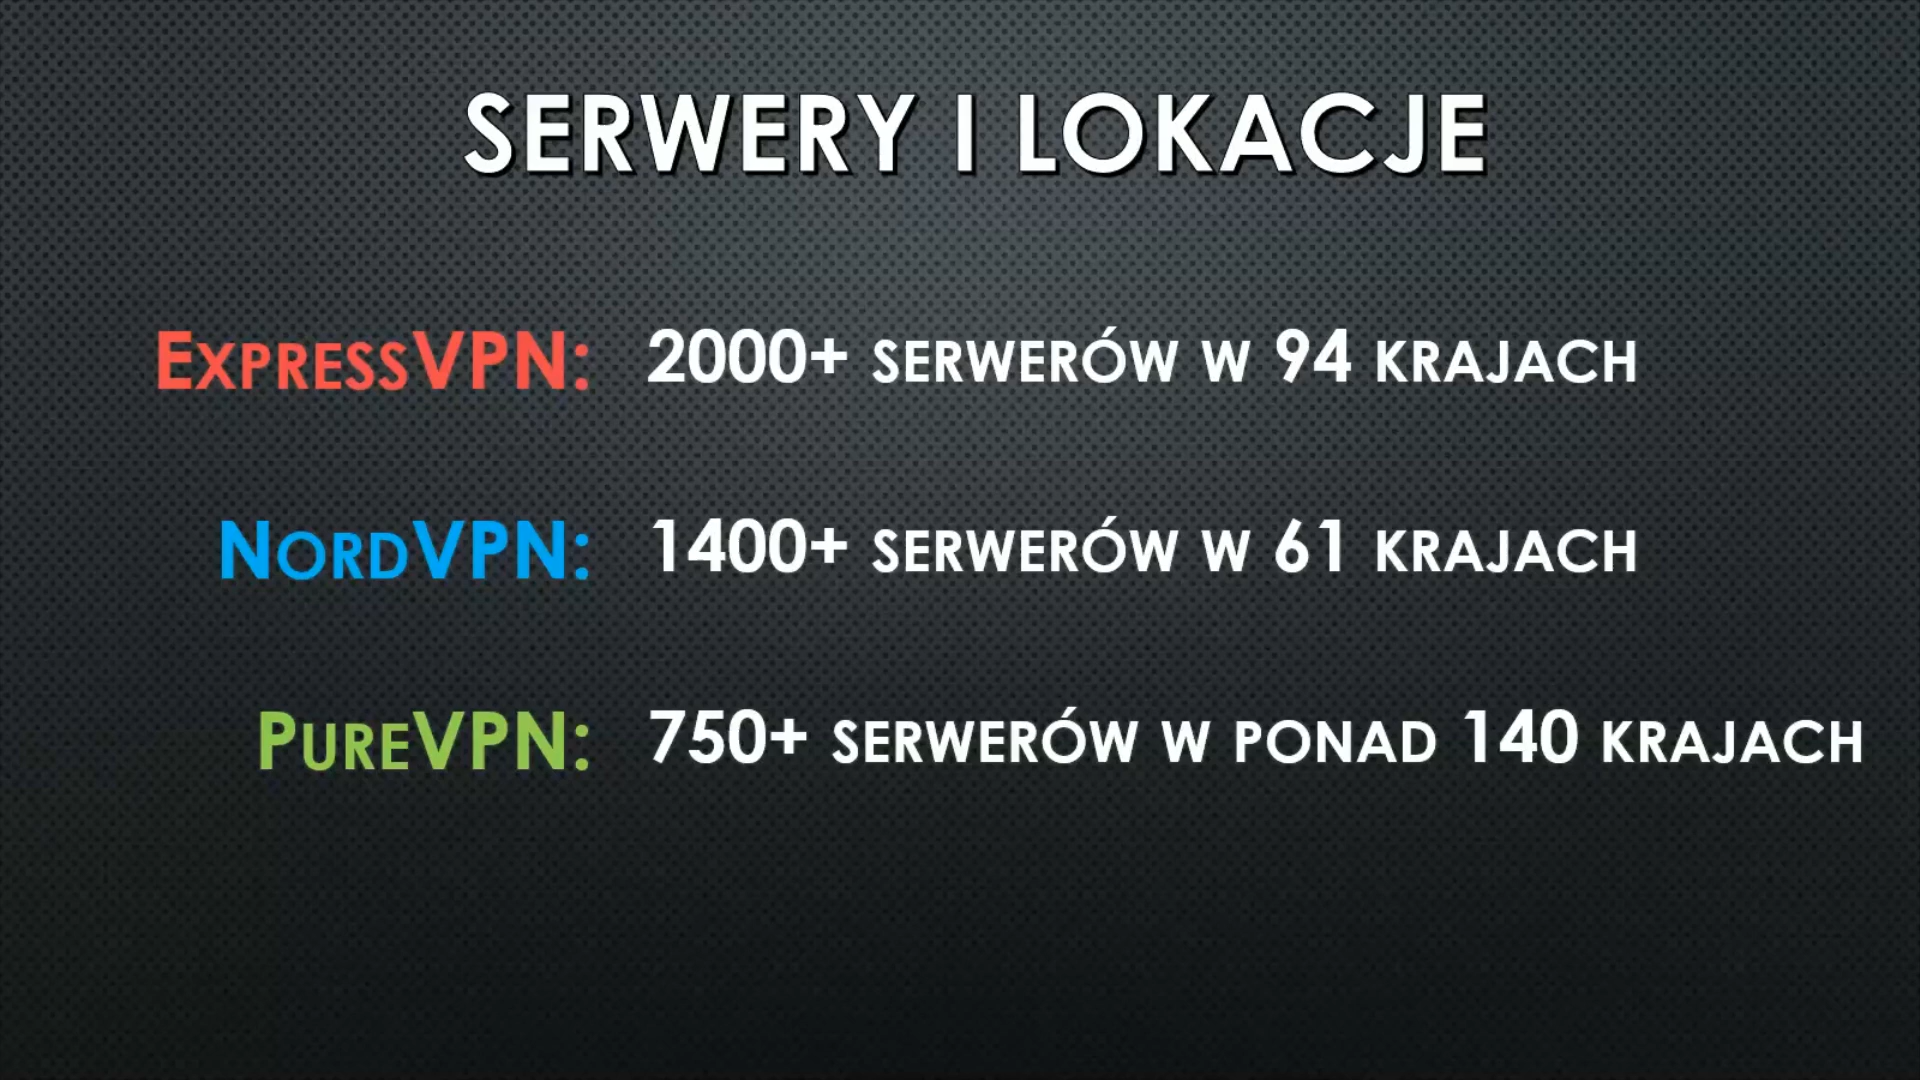 SERWERY I LOKACJE
ExpressVPN: 2000+ serwerów w 94 krajach
NordVPN: 1400+ serwerów w 61 krajach
PureVPN: 750+ serwerów w ponad 140 krajach